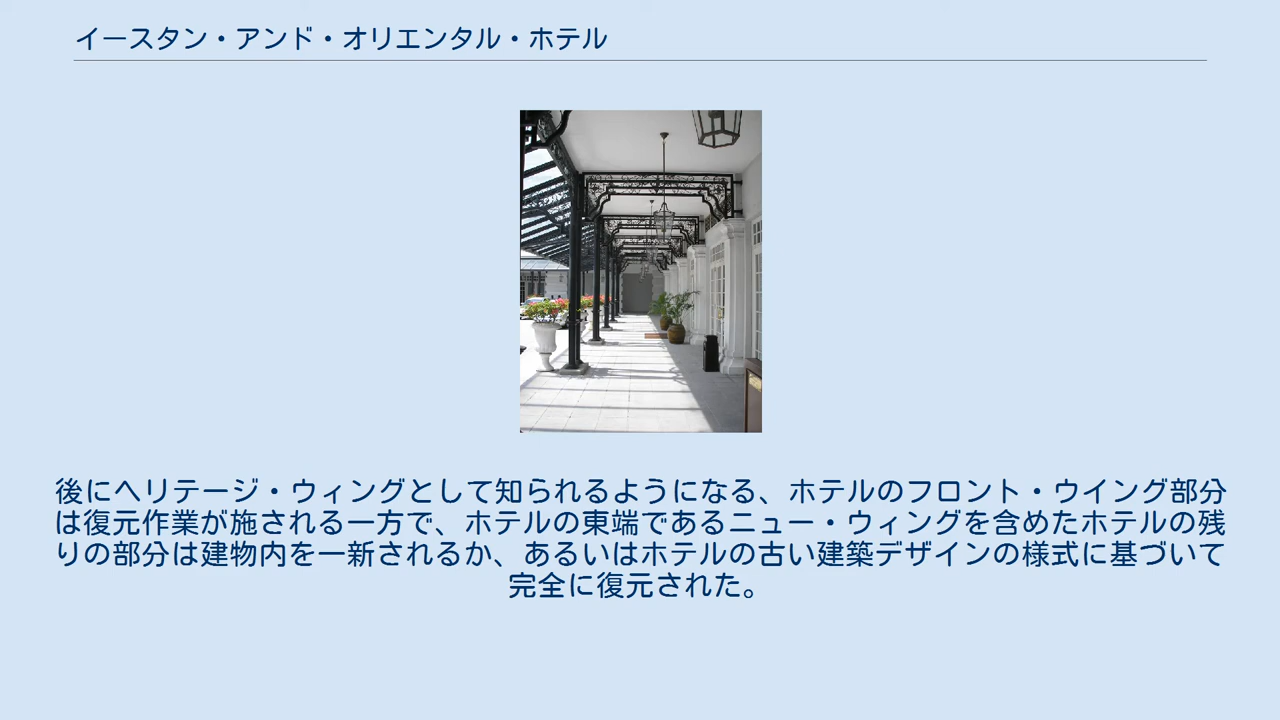 イースタン・アンド・オリエンタル・ホテル
後にヘリテージ・ウィングとして知られるようになる、ホテルのフロント・ウイング部分
は復元作業が施される一方で、ホテルの東端であるニュー・ウィングを含めたホテルの残
りの部分は建物内を一新されるか、あるいはホテルの古い建築デザインの様式に基づいて
完全に復元された。